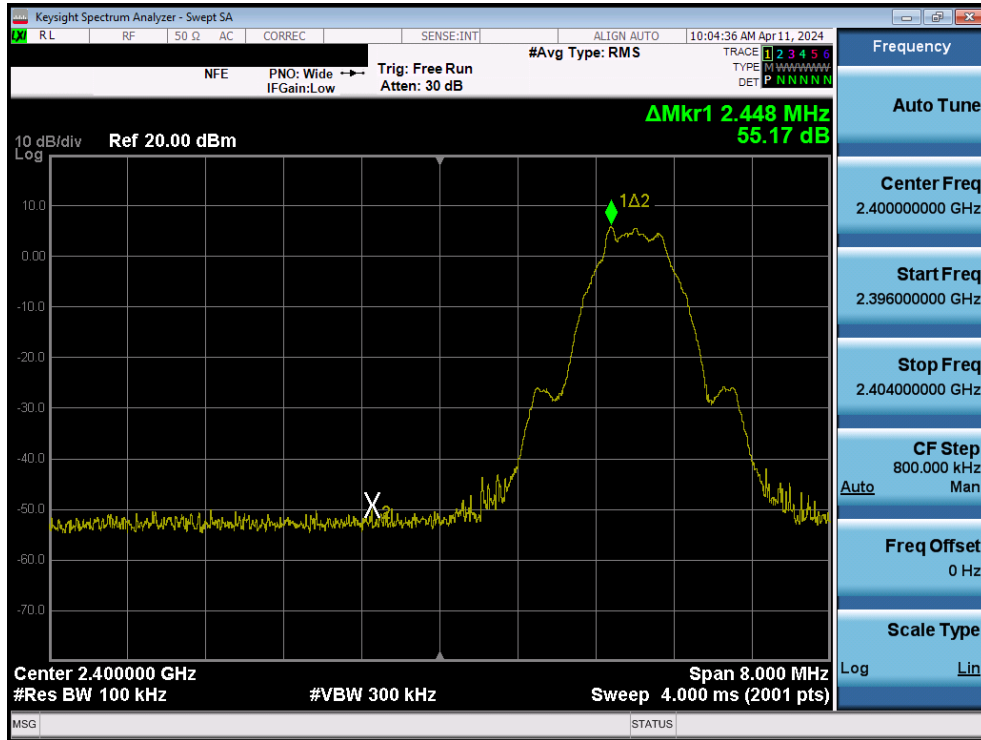 Keysight Spectrum Analyzer - Swept SA
LXI RL RF 50 Ω AC CORREC SENSE:INT ALIGN AUTO 10:04:36 AM Apr 11, 2024
NFE PNO: Wide Trig: Free Run #Avg Type: RMS TRACE 1 2 3 4 5 6
IFGain:Low Atten: 30 dB TYPE M WWWWW
DET P N N N N N
ΔMkr1 2.448 MHz
55.17 dB
10 dB/div Ref 20.00 dBm
Log
1Δ2
10.0
0.00
-10.0
-20.0
-30.0
-40.0
-50.0
X2
-60.0
-70.0
Center 2.400000 GHz Span 8.000 MHz
#Res BW 100 kHz #VBW 300 kHz Sweep 4.000 ms (2001 pts)
MSG STATUS
Frequency
Auto Tune
Center Freq
2.400000000 GHz
Start Freq
2.396000000 GHz
Stop Freq
2.404000000 GHz
CF Step
800.000 kHz
Auto Man
Freq Offset
0 Hz
Scale Type
Log Lin